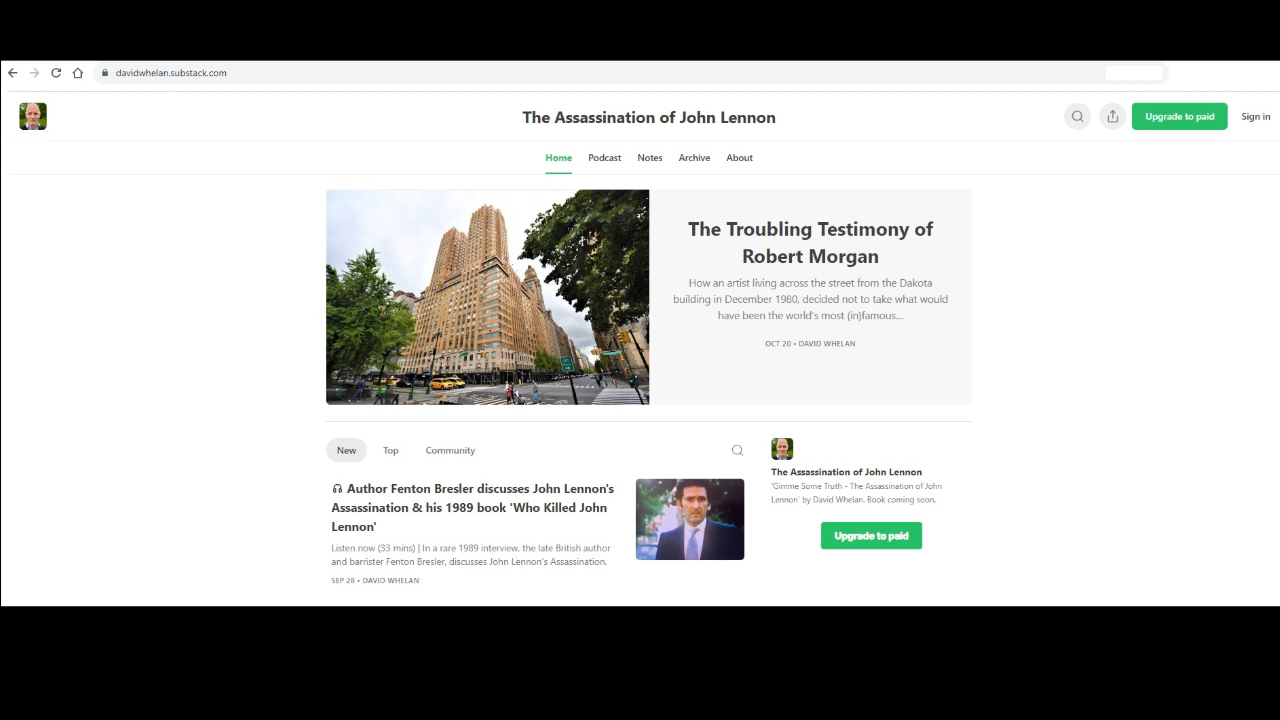 davidwhelan.substack.com
The Assassination of John Lennon
Upgrade to paid
Sign in
Home
Podcast
Notes
Archive
About
The Troubling Testimony of
Robert Morgan
How an artist living across the street from the Dakota
building in December 1980, decided not to take what would
have been the world's most (in)famous...
OCT 20 • DAVID WHELAN
New
Top
Community
Author Fenton Bresler discusses John Lennon's
Assassination & his 1989 book 'Who Killed John
Lennon'
Listen now (33 mins) | In a rare 1989 interview, the late British author
and barrister Fenton Bresler, discusses John Lennon's Assassination.
SEP 28 • DAVID WHELAN
The Assassination of John Lennon
'Gimme Some Truth - The Assassination of John
Lennon' by David Whelan. Book coming soon.
Upgrade to paid